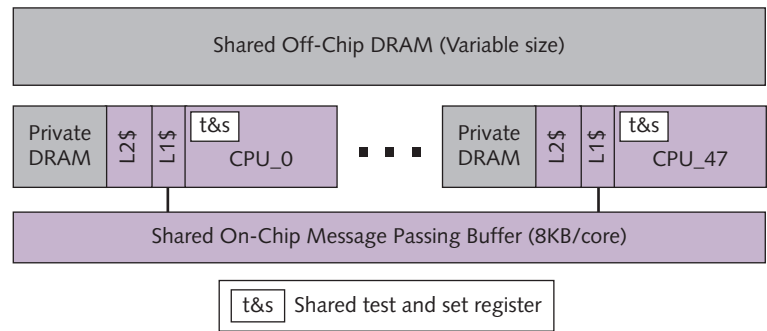 Shared Off-Chip DRAM (Variable size)
Private
DRAM
L2$
L1$
t&s
CPU_0
Private
DRAM
L2$
L1$
t&s
CPU_47
Shared On-Chip Message Passing Buffer (8KB/core)
t&s Shared test and set register